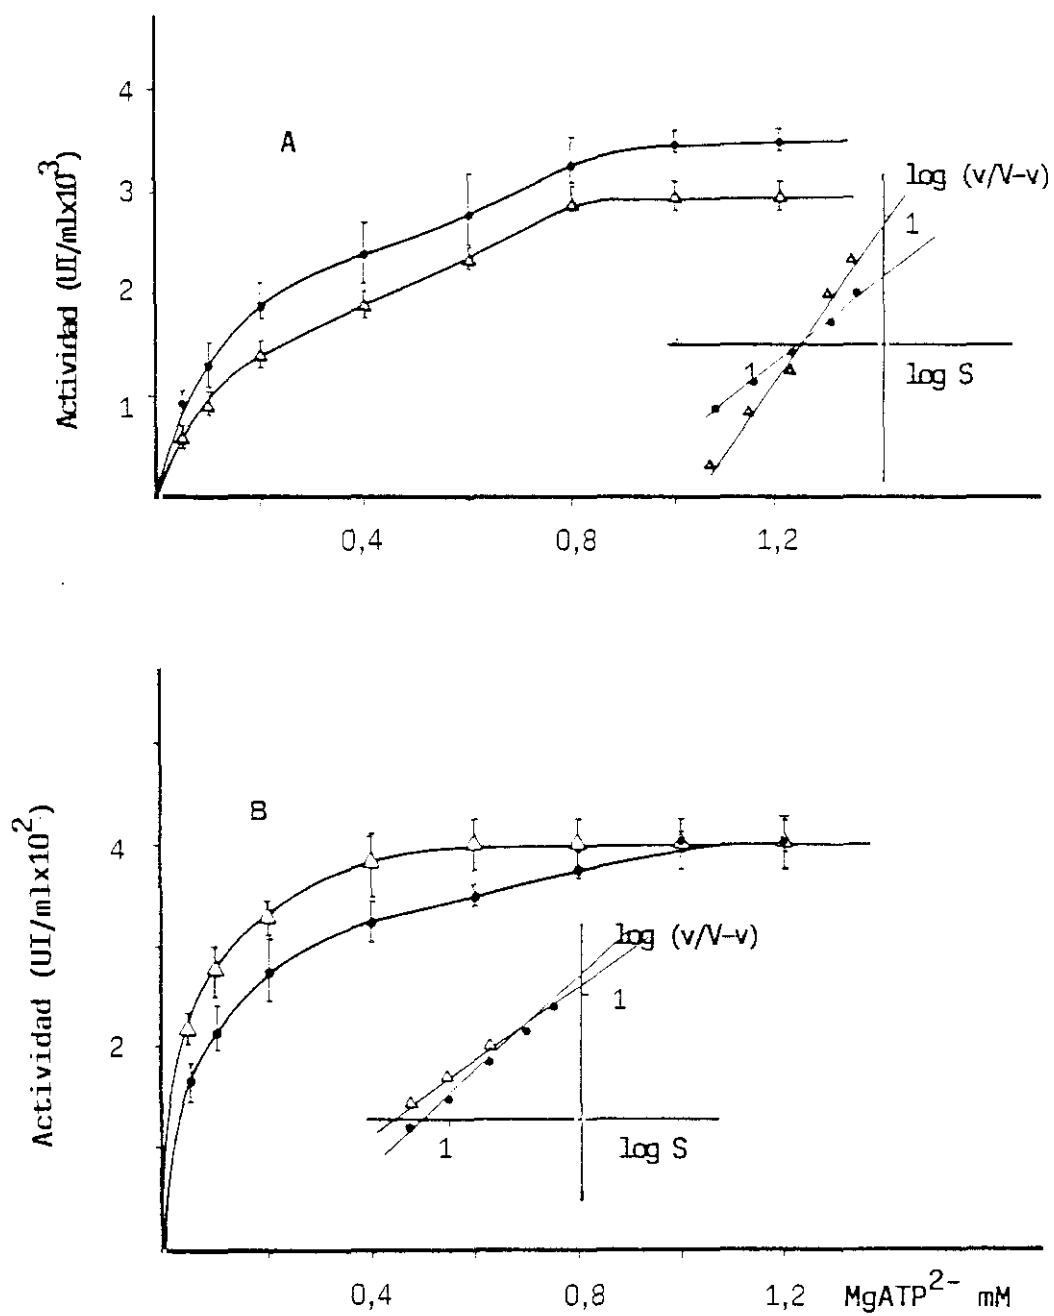 A
Actividad (UI/mlx10³)
4
3
2
1
0,4
0,8
1,2
log (v/V-v)
1
1
log S
B
Actividad (UI/mlx10²)
4
2
0,4
0,8
1,2
MgATP²⁻ mM
log (v/V-v)
1
1
log S